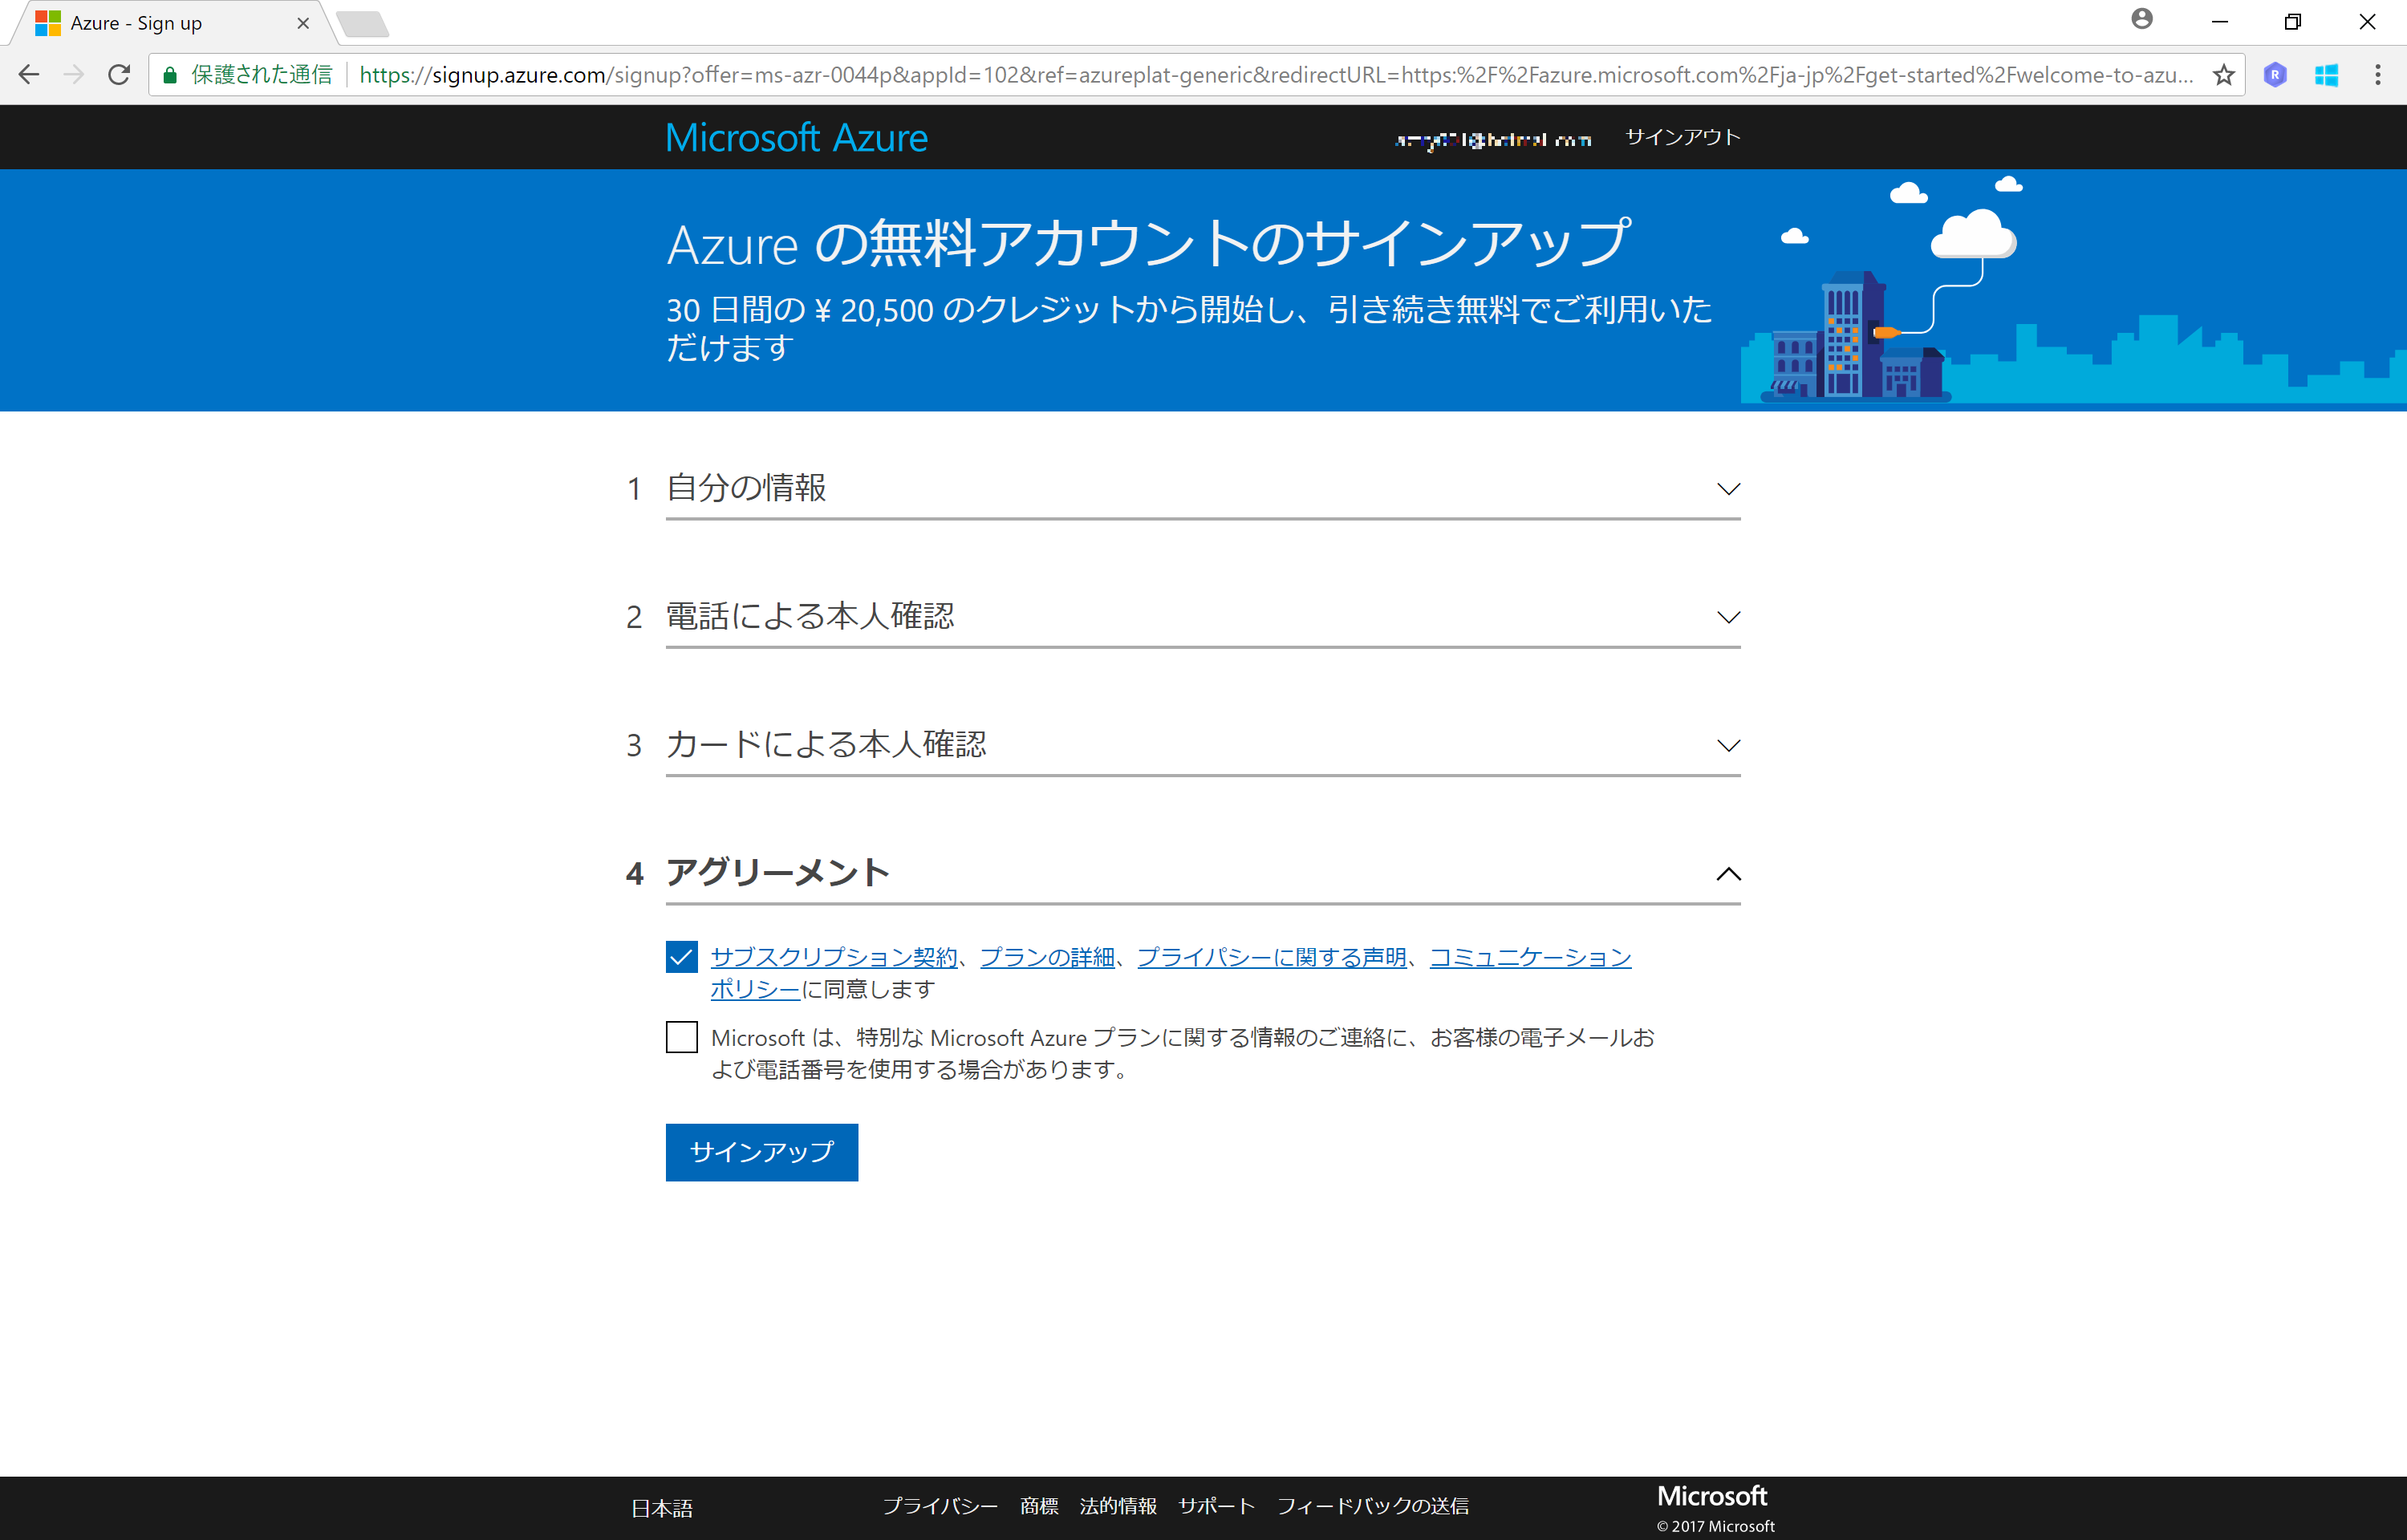 Azure - Sign up
保護された通信
https://signup.azure.com/signup?offer=ms-azr-0044p&appId=102&ref=azureplat-generic&redirectURL=https:%2F%2Fazure.microsoft.com%2Fja-jp%2Fget-started%2Fwelcome-to-azu...
R
Microsoft Azure
サインアウト
Azure の無料アカウントのサインアップ
30 日間の ¥ 20,500 のクレジットから開始し、引き続き無料でご利用いた
だけます
1 自分の情報
2 電話による本人確認
3 カードによる本人確認
4 アグリーメント
サブスクリプション契約、プランの詳細、プライバシーに関する声明、コミュニケーション
ポリシーに同意します
Microsoft は、特別な Microsoft Azure プランに関する情報のご連絡に、お客様の電子メールお
よび電話番号を使用する場合があります。
サインアップ
日本語
プライバシー 商標 法的情報 サポート フィードバックの送信
Microsoft
© 2017 Microsoft